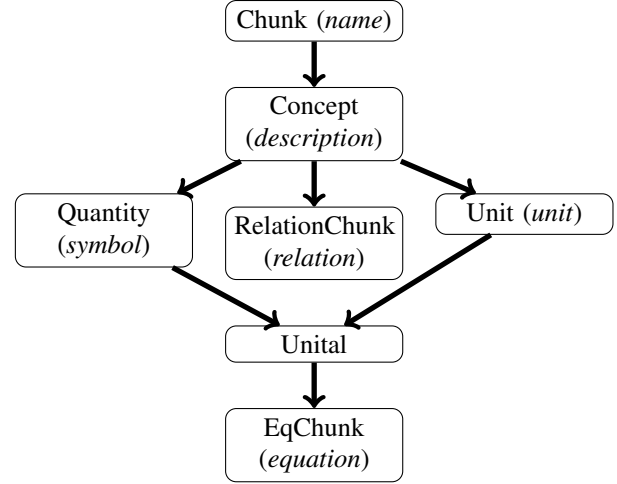 Chunk (name)
Concept
(description)
Quantity
(symbol)
RelationChunk
(relation)
Unit (unit)
Unital
EqChunk
(equation)